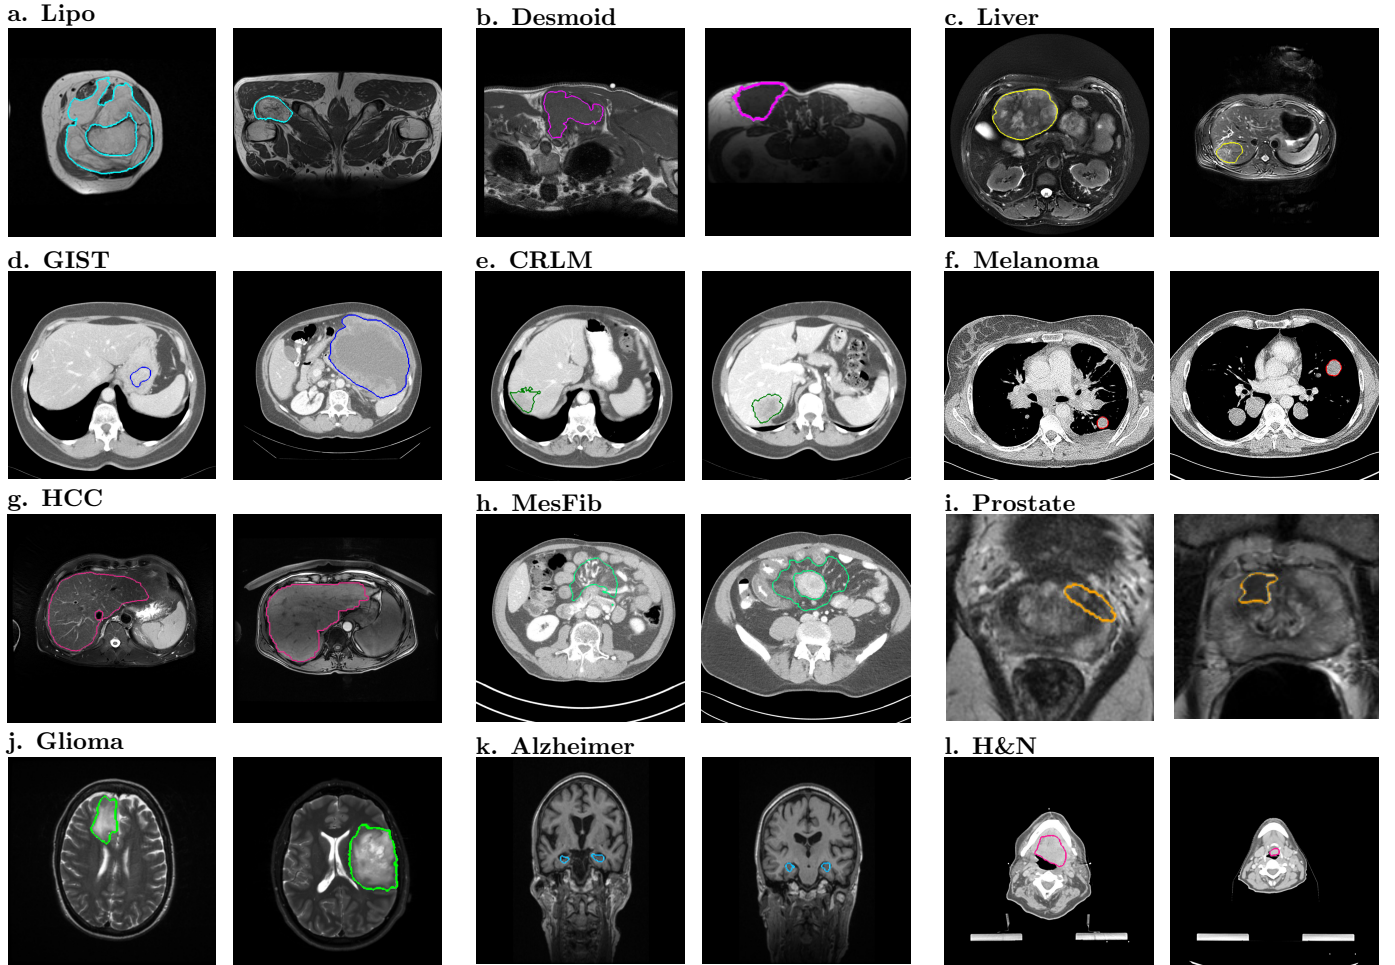 a. Lipo
b. Desmoid
c. Liver
d. GIST
e. CRLM
f. Melanoma
g. HCC
h. MesFib
i. Prostate
j. Glioma
k. Alzheimer
l. H&N